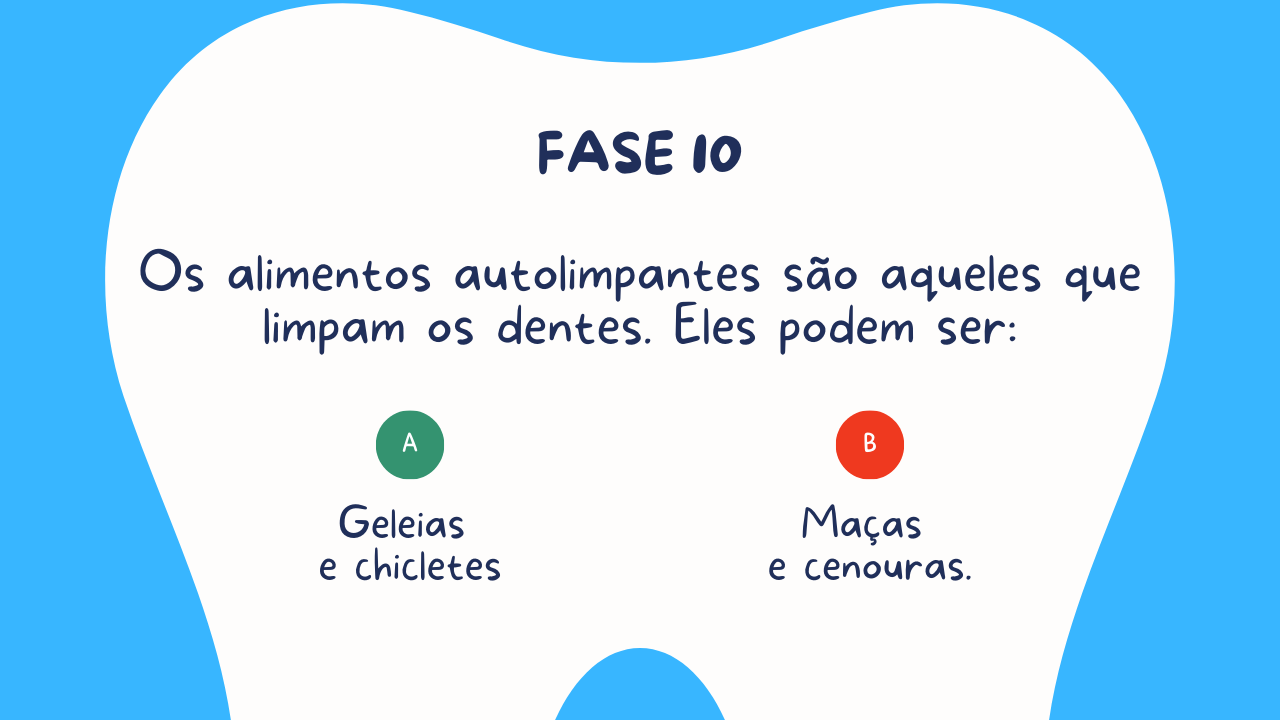 FASE 10
Os alimentos autolimpantes são aqueles que
limpam os dentes. Eles podem ser:
A
Geleias
e chicletes
B
Maças
e cenouras.